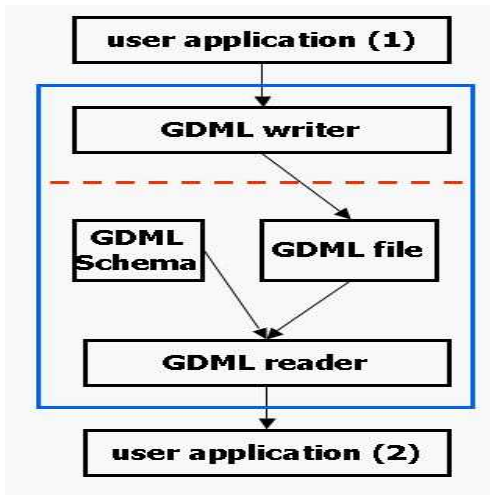 user application (1)
GDML writer
GDML
Schema
GDML file
GDML reader
user application (2)